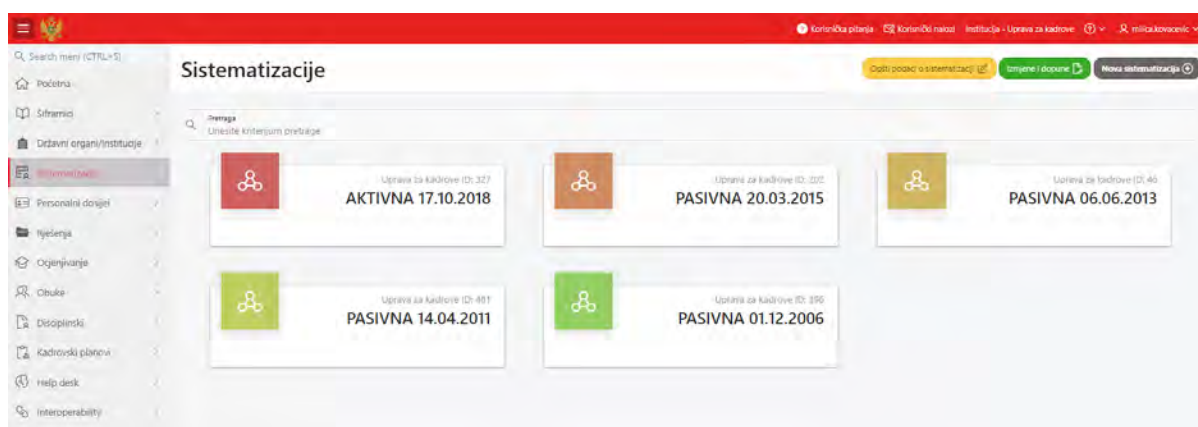 Korisnička pitanja Korisnički nalozi Institucija - Uprava za kadrove milica.kovacevic
Search meni (CTRL+S)
Početna
Šifarnici
Državni organi/institucije
Sistematizacije
Personalni dosijei
Rješenja
Ocjenjivanje
Obuke
Disciplinski
Kadrovski planovi
Help desk
Interoperability
Sistematizacije
Opšti podaci o sistematizaciji Izmjene i dopune Nova sistematizacija
Pretraga
Unesite kriterijum pretrage
Uprava za kadrove ID: 327
AKTIVNA 17.10.2018
Uprava za kadrove ID: 202
PASIVNA 20.03.2015
Uprava za kadrove ID: 46
PASIVNA 06.06.2013
Uprava za kadrove ID: 461
PASIVNA 14.04.2011
Uprava za kadrove ID: 396
PASIVNA 01.12.2006